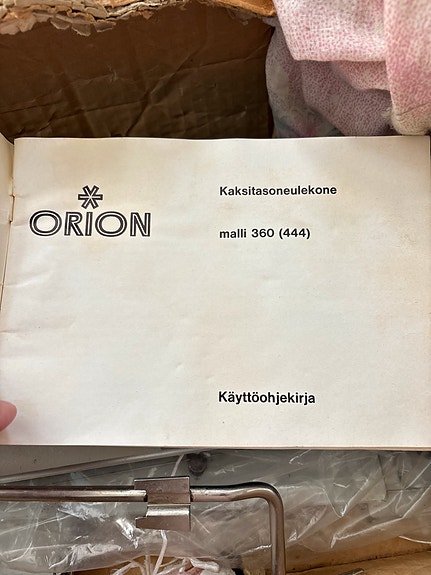 ORION
Kaksitasoneulekone
malli 360 (444)
Käyttöohjekirja